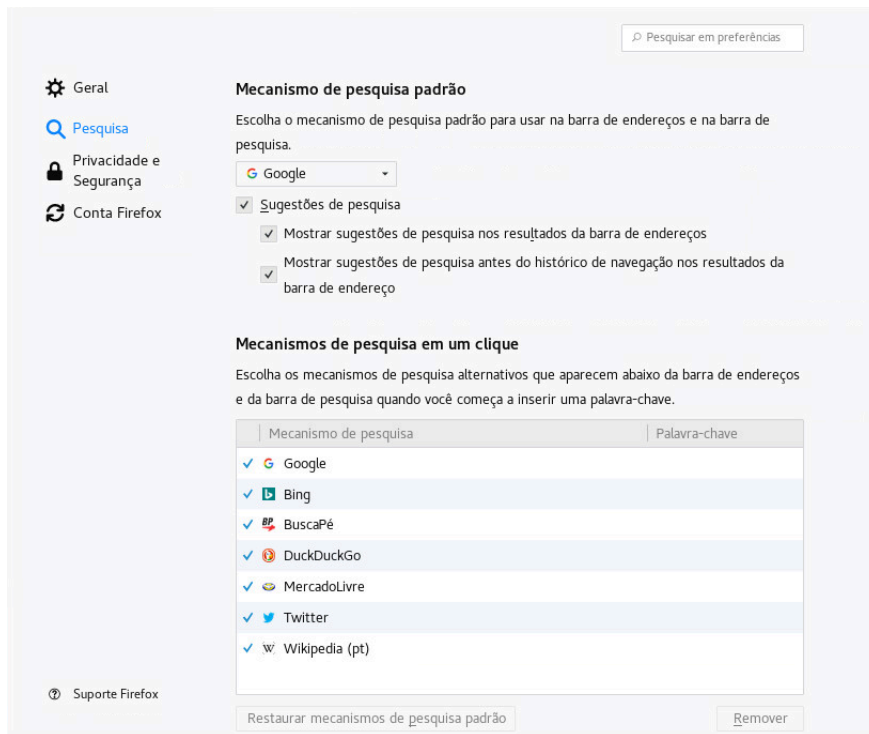 Pesquisar em preferências
Geral
Pesquisa
Privacidade e
Segurança
Conta Firefox
Mecanismo de pesquisa padrão
Escolha o mecanismo de pesquisa padrão para usar na barra de endereços e na barra de
pesquisa.
Google
Sugestões de pesquisa
Mostrar sugestões de pesquisa nos resultados da barra de endereços
Mostrar sugestões de pesquisa antes do histórico de navegação nos resultados da
barra de endereço
Mecanismos de pesquisa em um clique
Escolha os mecanismos de pesquisa alternativos que aparecem abaixo da barra de endereços
e da barra de pesquisa quando você começa a inserir uma palavra-chave.
Mecanismo de pesquisa Palavra-chave
Google
Bing
BuscaPé
DuckDuckGo
MercadoLivre
Twitter
Wikipedia (pt)
Suporte Firefox
Restaurar mecanismos de pesquisa padrão Remover